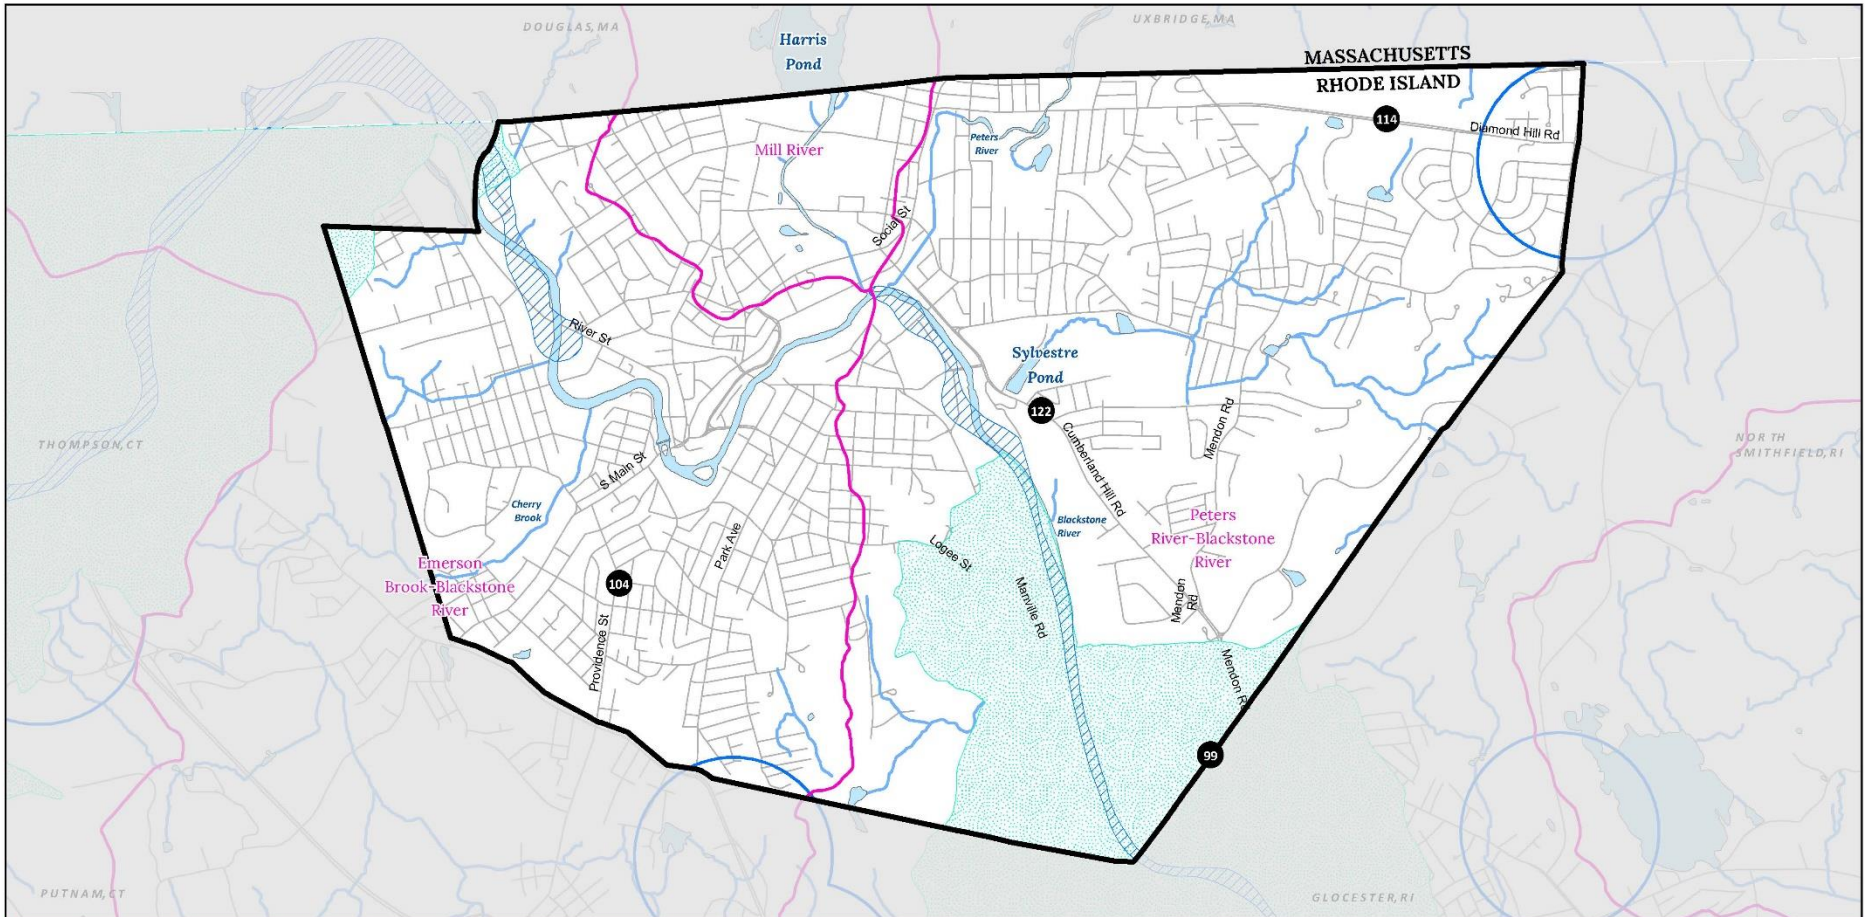 DOUGLAS, MA
UXBRIDGE, MA
Harris
Pond
MASSACHUSETTS
RHODE ISLAND
114
Diamond Hill Rd
Peters
River
Mill River
Social St
River St
Sylvestre
Pond
122
Cumberland Hill Rd
Mendon Rd
THOMPSON, CT
NORTH
SMITHFIELD, RI
S Main St
Cherry
Brook
Park Ave
Logee St
Blackstone
River
Peters
River-Blackstone
River
Emerson
Brook-Blackstone
River
104
Providence St
Manville Rd
Mendon
Rd
Mendon Rd
99
PUTNAM, CT
GLOCESTER, RI